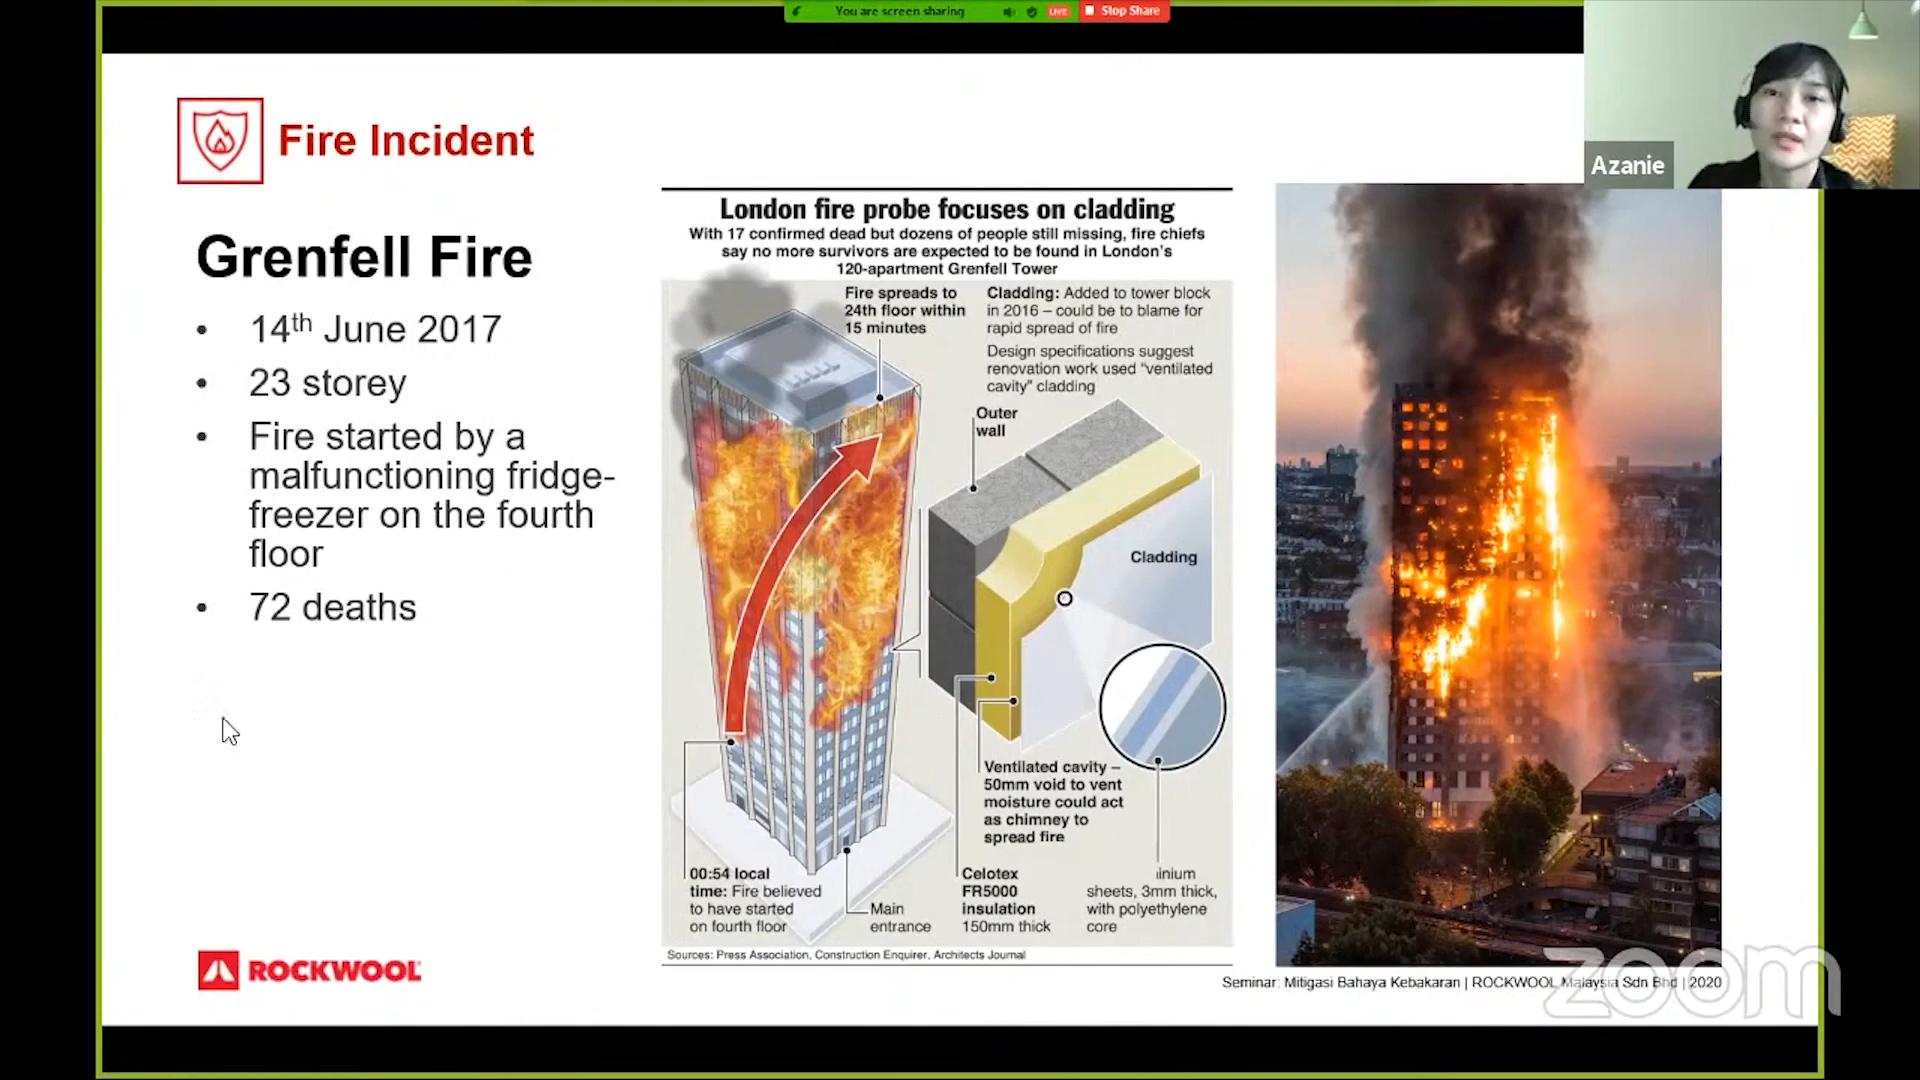 You are screen sharing
LIVE
Stop Share
Azanie
Fire Incident
Grenfell Fire
• 14th June 2017
• 23 storey
• Fire started by a
malfunctioning fridge-
freezer on the fourth
floor
• 72 deaths
London fire probe focuses on cladding
With 17 confirmed dead but dozens of people still missing, fire chiefs
say no more survivors are expected to be found in London's
120-apartment Grenfell Tower
Fire spreads to
24th floor within
15 minutes
Cladding: Added to tower block
in 2016 – could be to blame for
rapid spread of fire
Design specifications suggest
renovation work used "ventilated
cavity" cladding
Outer
wall
Cladding
Ventilated cavity –
50mm void to vent
moisture could act
as chimney to
spread fire
00:54 local
time: Fire believed
to have started
on fourth floor
Main
entrance
Celotex
FR5000
insulation
150mm thick
inium
sheets, 3mm thick,
with polyethylene
core
Sources: Press Association, Construction Enquirer, Architects Journal
ROCKWOOL
Seminar: Mitigasi Bahaya Kebakaran | ROCKWOOL Malaysia Sdn Bhd | 2020
zoom